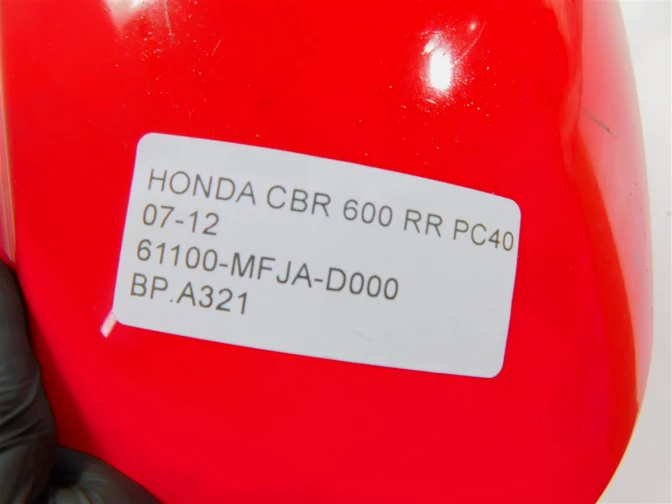 HONDA CBR 600 RR PC40
07-12
61100-MFJA-D000
BP.A321